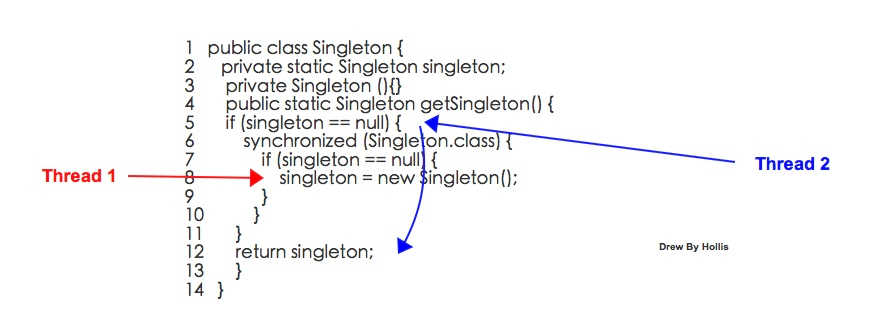 1 public class Singleton {
2 private static Singleton singleton;
3 private Singleton (){}
4 public static Singleton getSingleton() {
5 if (singleton == null) {
6 synchronized (Singleton.class) {
7 if (singleton == null) {
8 singleton = new Singleton();
9 }
10 }
11 }
12 return singleton;
13 }
14 }
Thread 1
Thread 2
Drew By Hollis